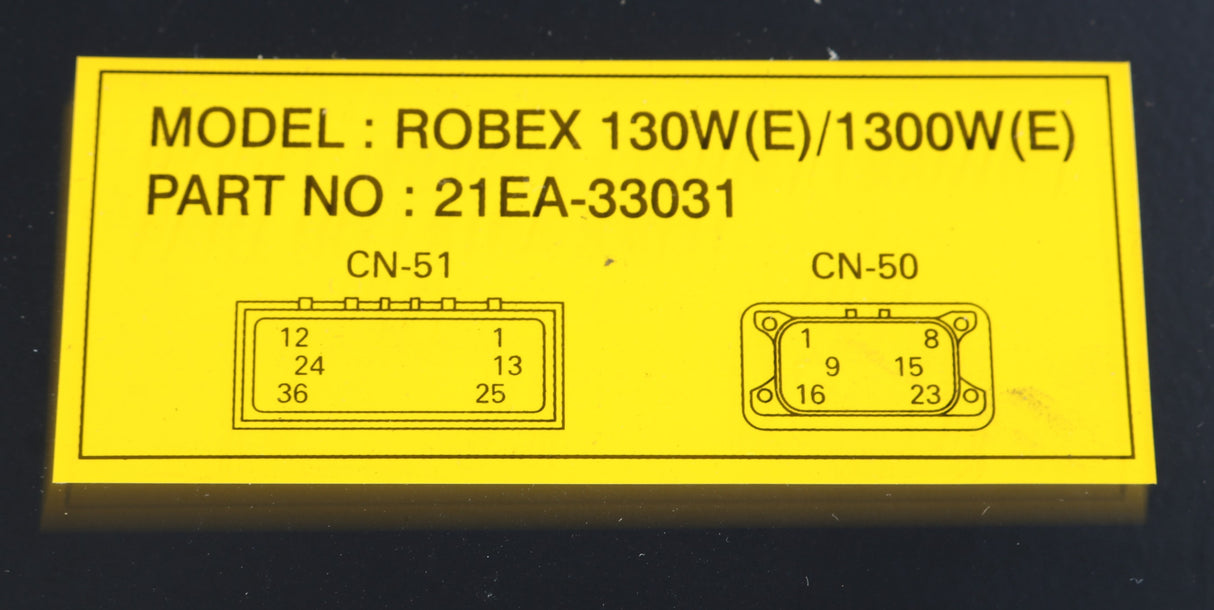 MODEL : ROBEX 130W(E)/1300W(E)
PART NO : 21EA-33031
CN-51
12 1
24 13
36 25
CN-50
1 8
9 15
16 23